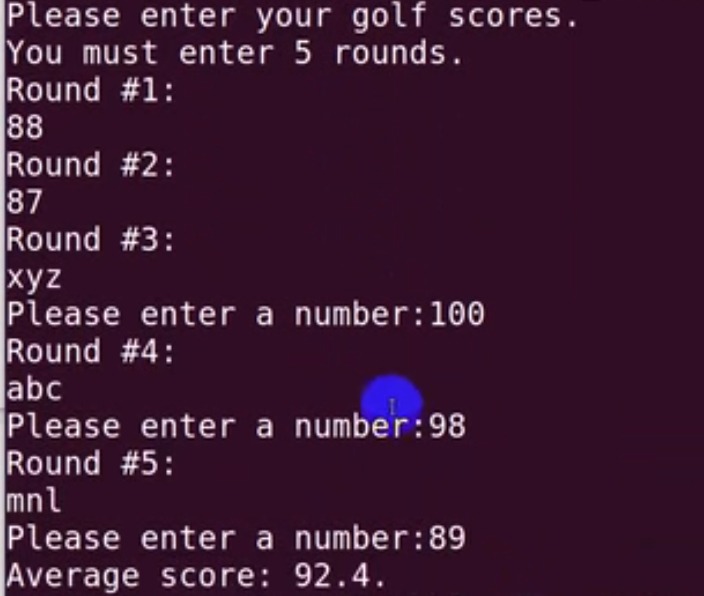 Please enter your golf scores.
You must enter 5 rounds.
Round #1:
88
Round #2:
87
Round #3:
xyz
Please enter a number:100
Round #4:
abc
Please enter a number:98
Round #5:
mnl
Please enter a number:89
Average score: 92.4.